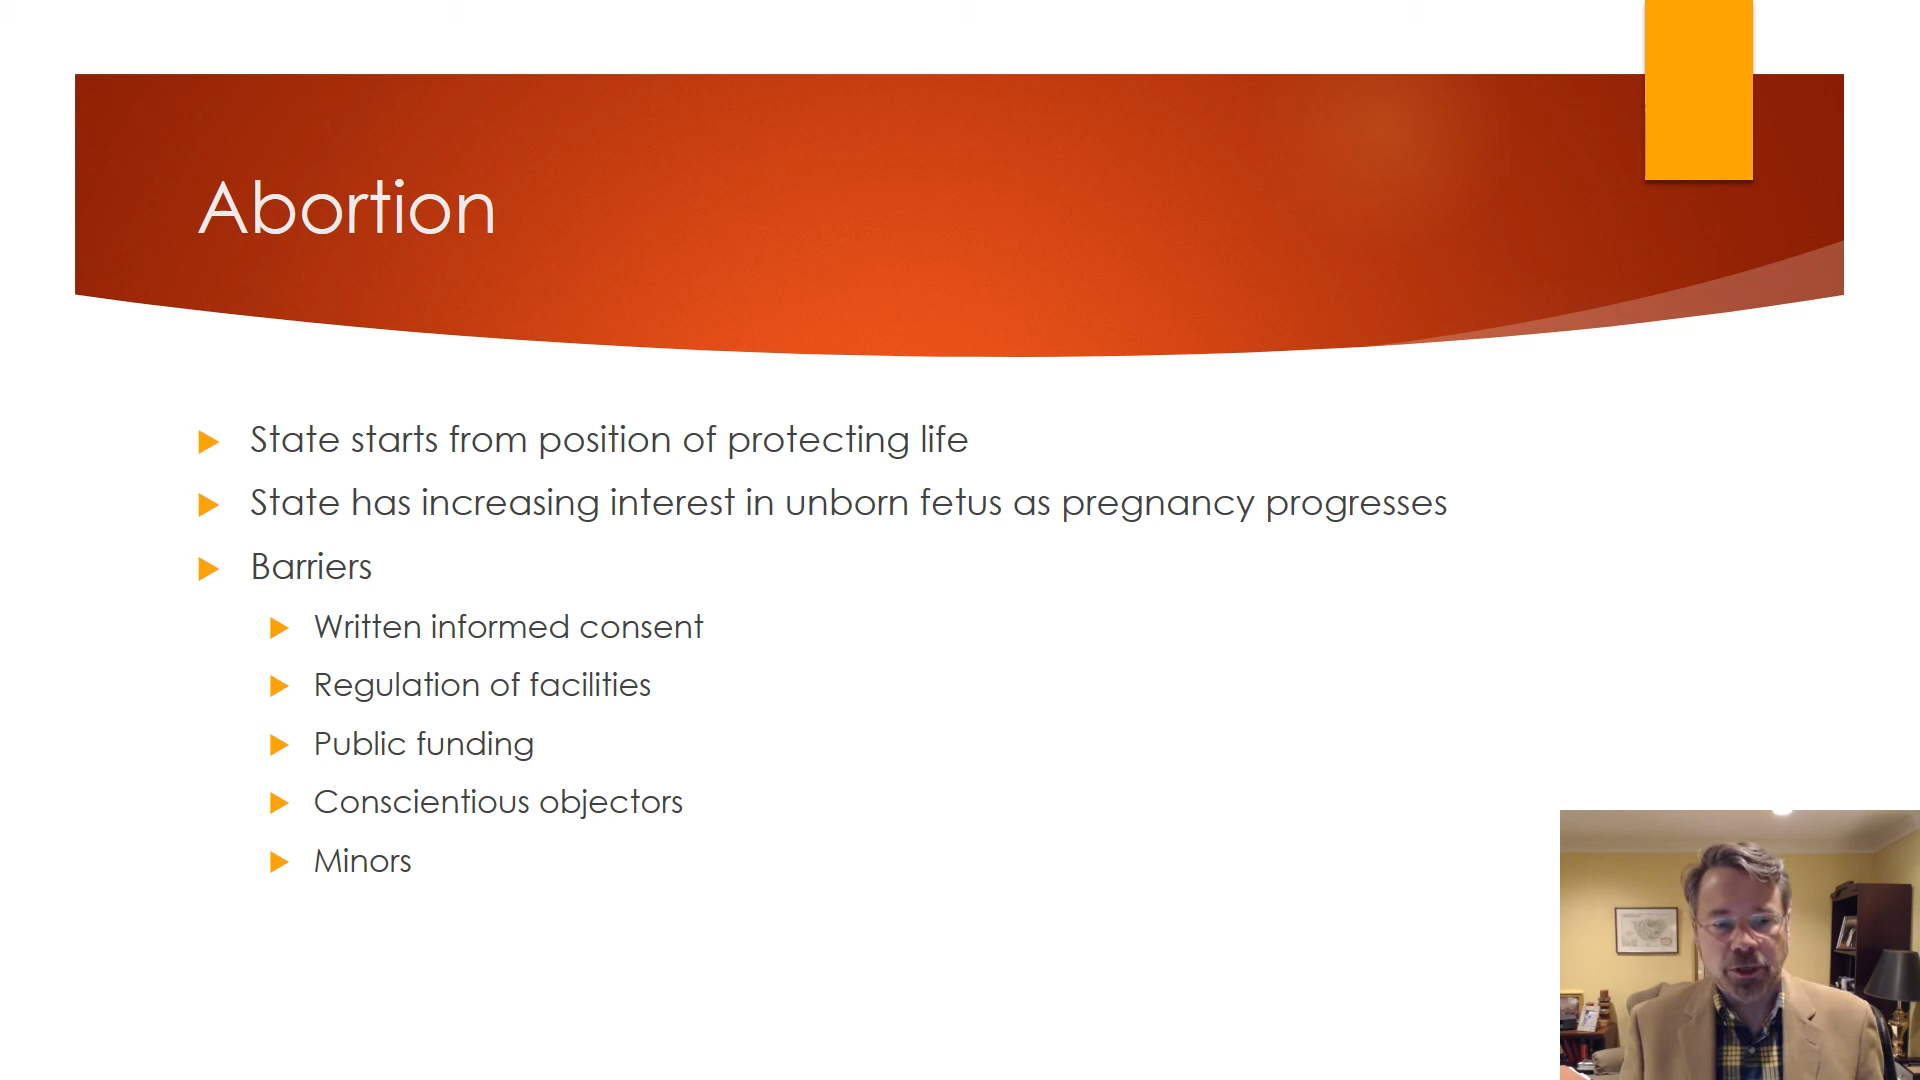 Abortion
State starts from position of protecting life
State has increasing interest in unborn fetus as pregnancy progresses
Barriers
Written informed consent
Regulation of facilities
Public funding
Conscientious objectors
Minors